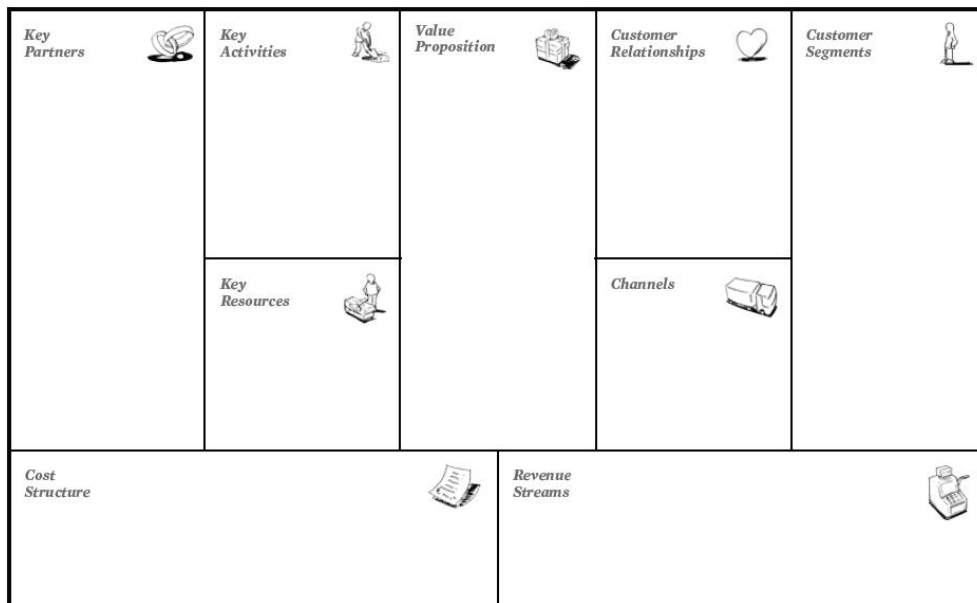 Key
Partners
Key
Activities
Value
Proposition
Customer
Relationships
Customer
Segments
Key
Resources
Channels
Cost
Structure
Revenue
Streams